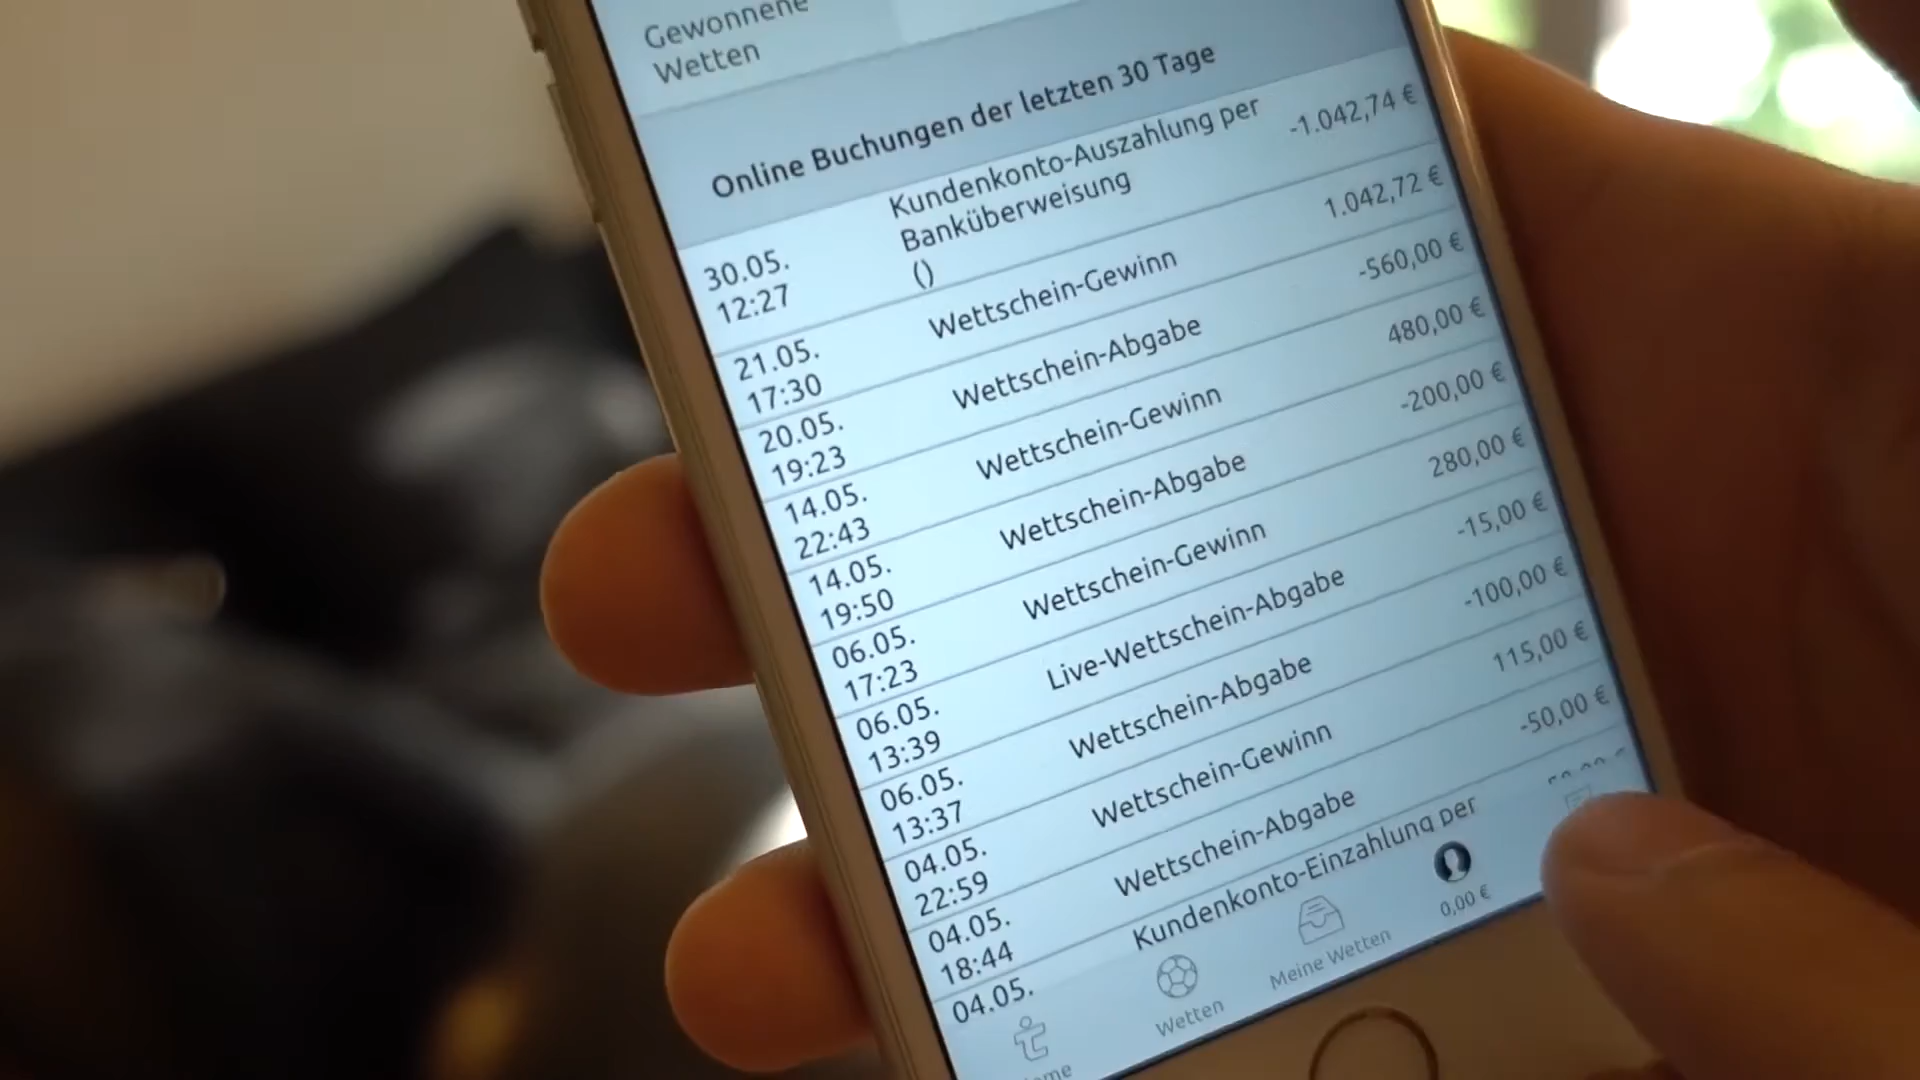 Gewonnene
Wetten
Online Buchungen der letzten 30 Tage
30.05.
12:27
Kundenkonto-Auszahlung per
Banküberweisung
()
-1.042,74 €
21.05.
17:30
Wettschein-Gewinn
1.042,72 €
20.05.
19:23
Wettschein-Abgabe
-560,00 €
14.05.
22:43
Wettschein-Gewinn
480,00 €
14.05.
19:50
Wettschein-Abgabe
-200,00 €
06.05.
17:23
Wettschein-Gewinn
280,00 €
06.05.
13:39
Live-Wettschein-Abgabe
-15,00 €
06.05.
13:37
Wettschein-Abgabe
-100,00 €
04.05.
22:59
Wettschein-Gewinn
115,00 €
04.05.
18:44
Wettschein-Abgabe
-50,00 €
04.05.
Kundenkonto-Einzahlung per
Wetten
Meine Wetten
0,00 €